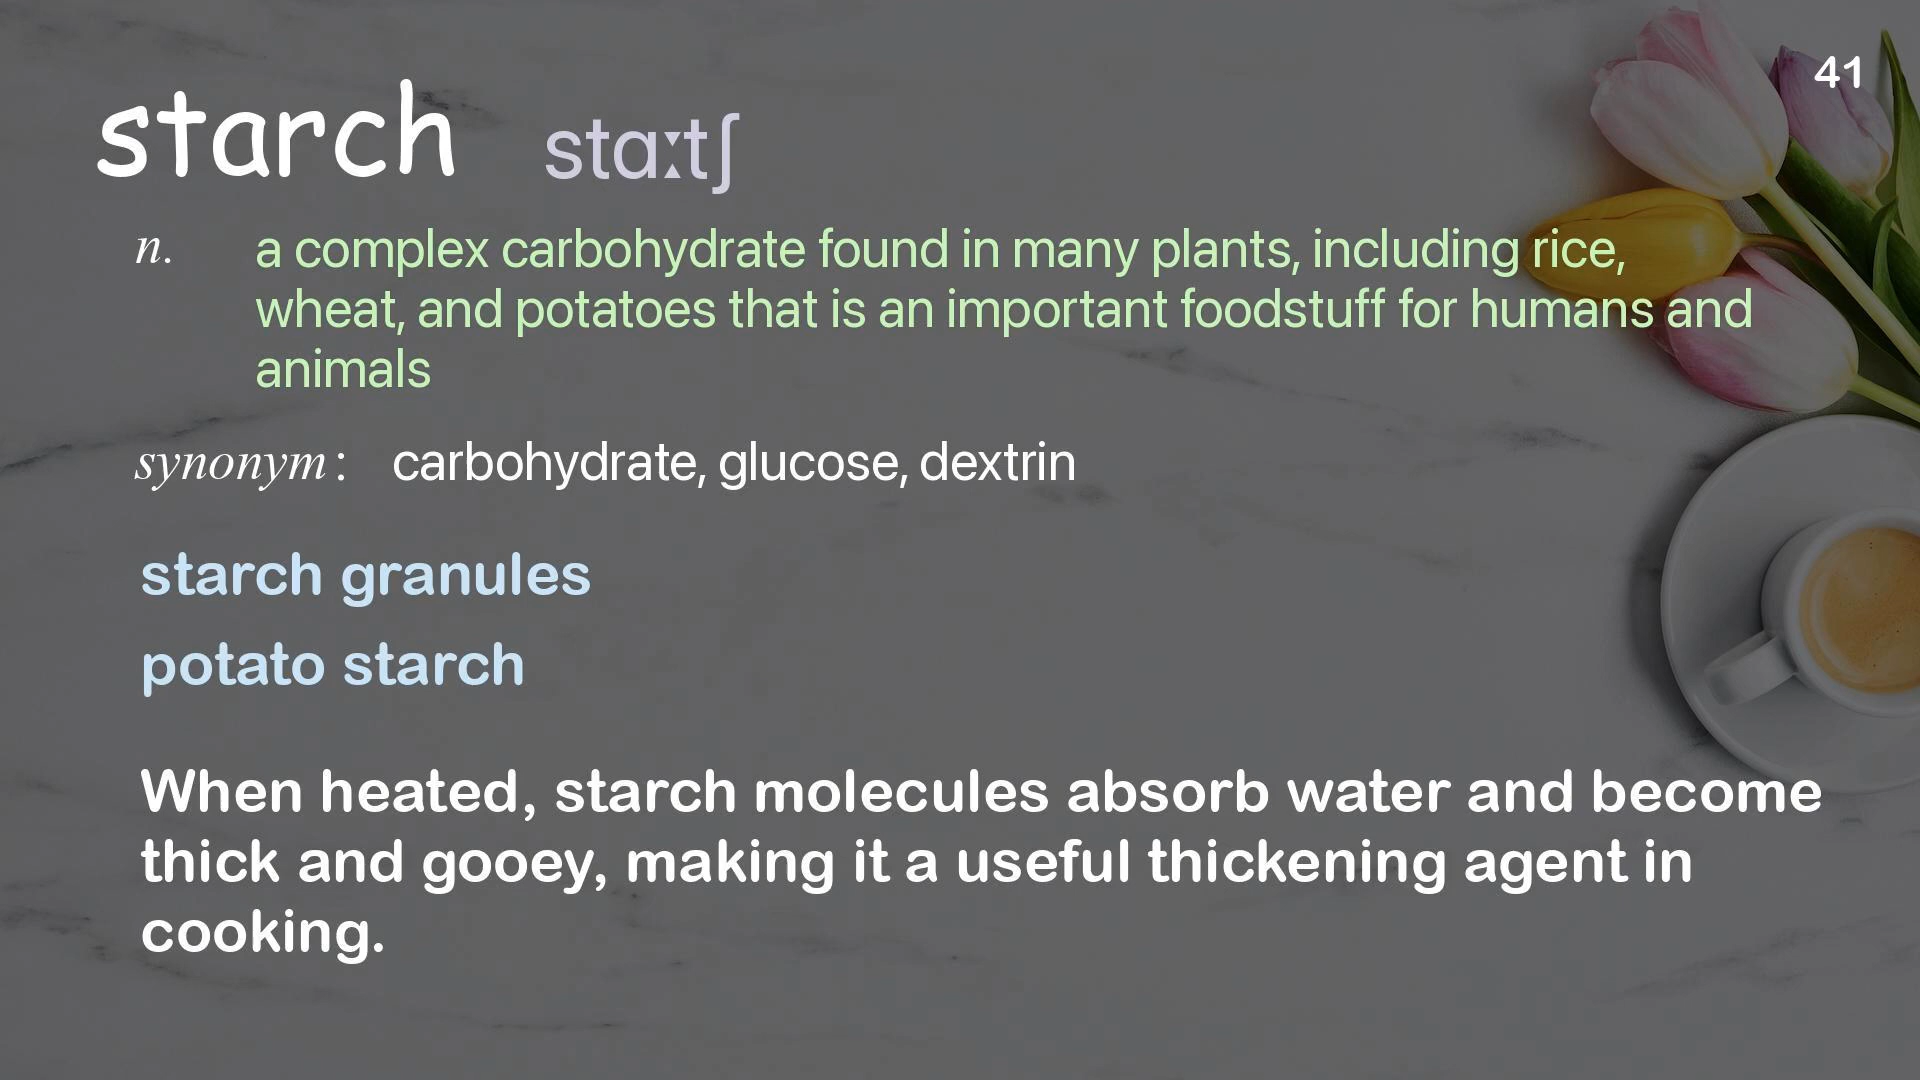 41
starch stɑːtʃ
n. a complex carbohydrate found in many plants, including rice,
wheat, and potatoes that is an important foodstuff for humans and
animals
synonym: carbohydrate, glucose, dextrin
starch granules
potato starch
When heated, starch molecules absorb water and become
thick and gooey, making it a useful thickening agent in
cooking.